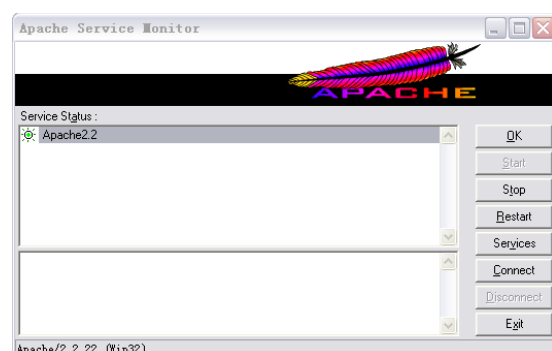 Apache Service Monitor
APACHE
Service Status :
Apache2.2
OK
Start
Stop
Restart
Services
Connect
Disconnect
Exit
Apache/2.2.22 (Win32)